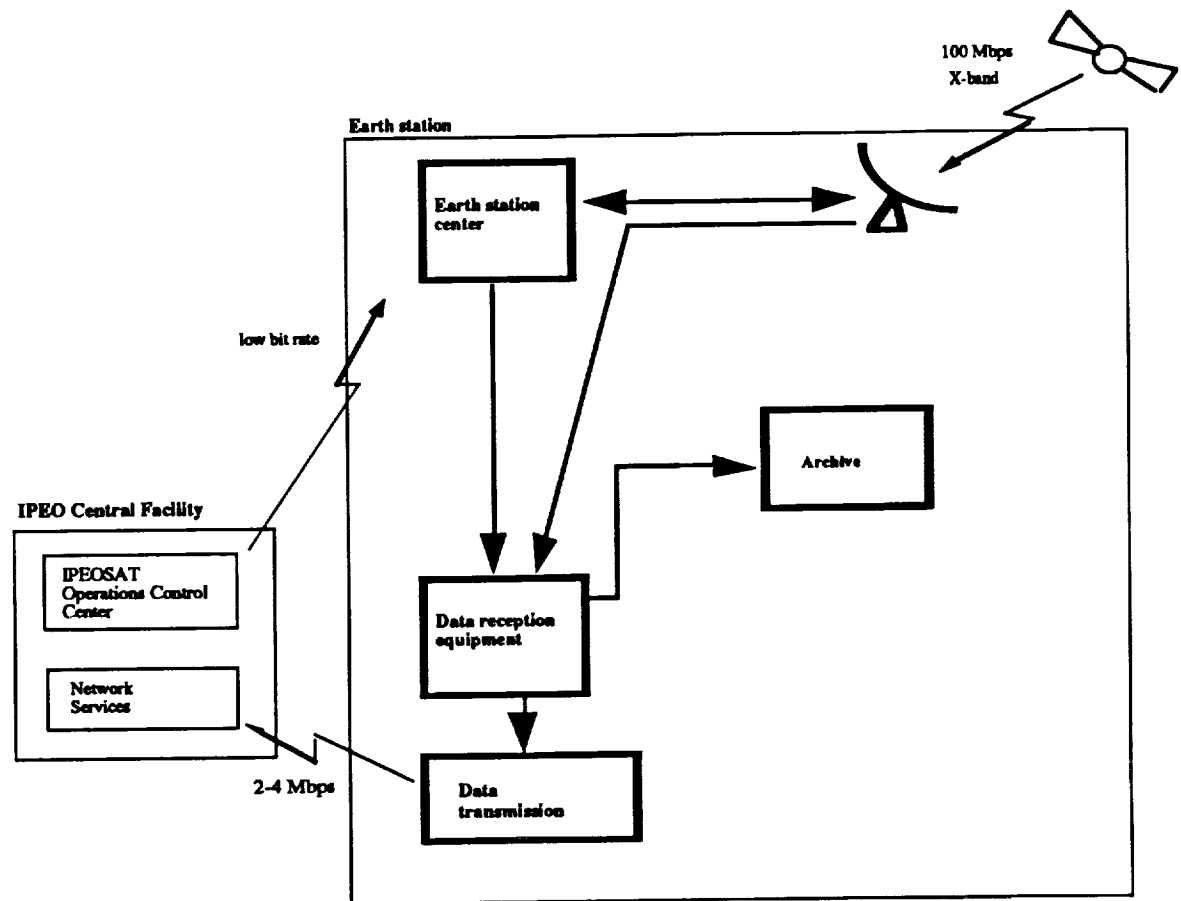 100 Mbps
X-band
Earth station
Earth station
center
low bit rate
Archive
IPEO Central Facility
IPEOSAT
Operations Control
Center
Data reception
equipment
Network
Services
2-4 Mbps
Data
transmission